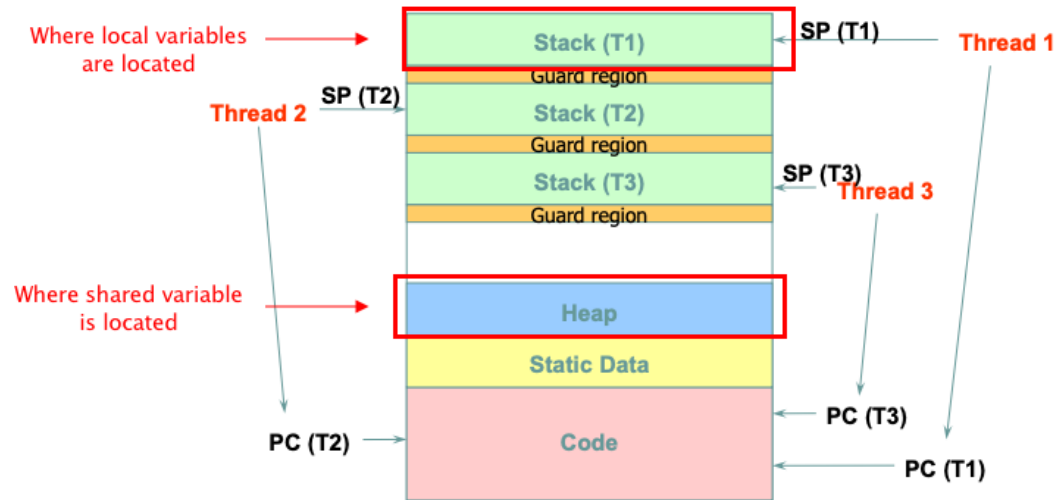 Where local variables
are located
Stack (T1)
SP (T1)
Thread 1
Guard region
SP (T2)
Thread 2
Stack (T2)
Guard region
Stack (T3)
SP (T3)
Thread 3
Guard region
Where shared variable
is located
Heap
Static Data
PC (T3)
PC (T2)
Code
PC (T1)